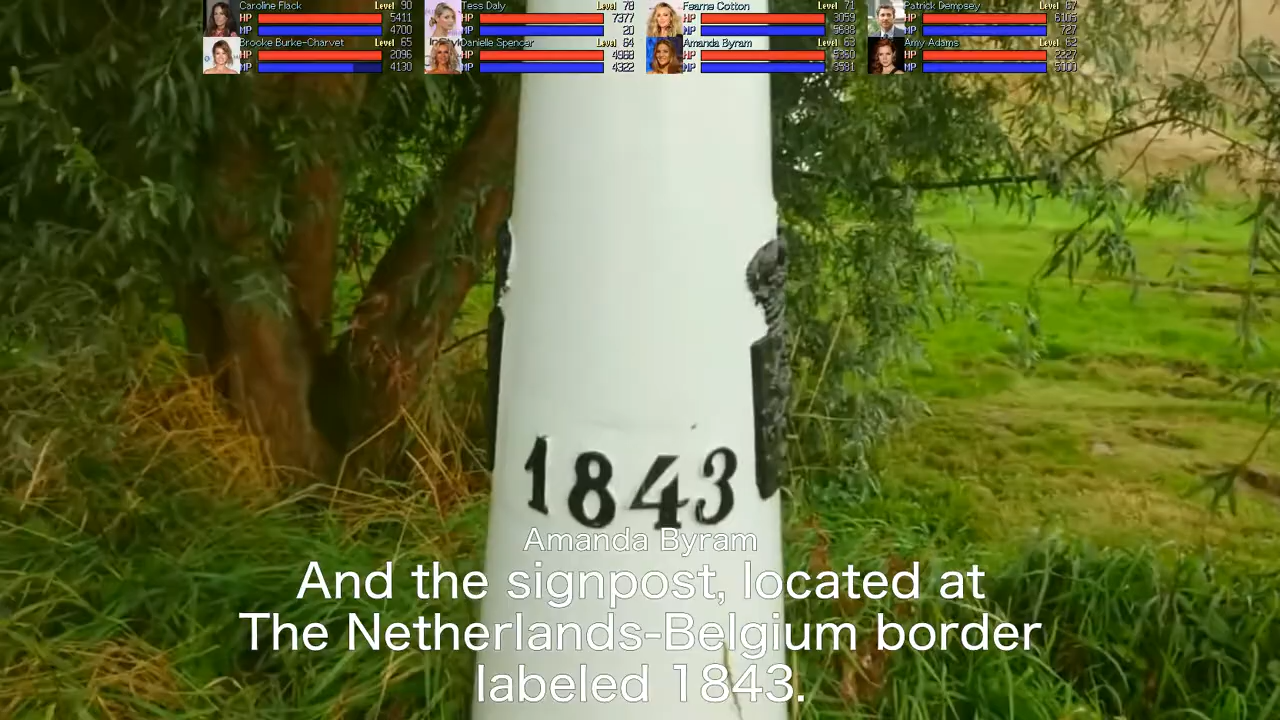 Caroline Flack Level 90
HP 5411
MP 4700
Tess Daly Level 78
HP 7377
MP 20
Fearne Cotton Level 71
HP 3059
MP
Patrick Dempsey Level 67
HP 6105
MP 727
Brooke Burke-Charvet Level 65
HP 2096
MP 4130
Danielle Spencer Level 64
HP 4968
MP 4322
Amanda Byram Level 63
HP
MP 3591
Amy Adams Level 63
HP 2227
MP
1843
Amanda Byram
And the signpost, located at
The Netherlands-Belgium border
labeled 1843.